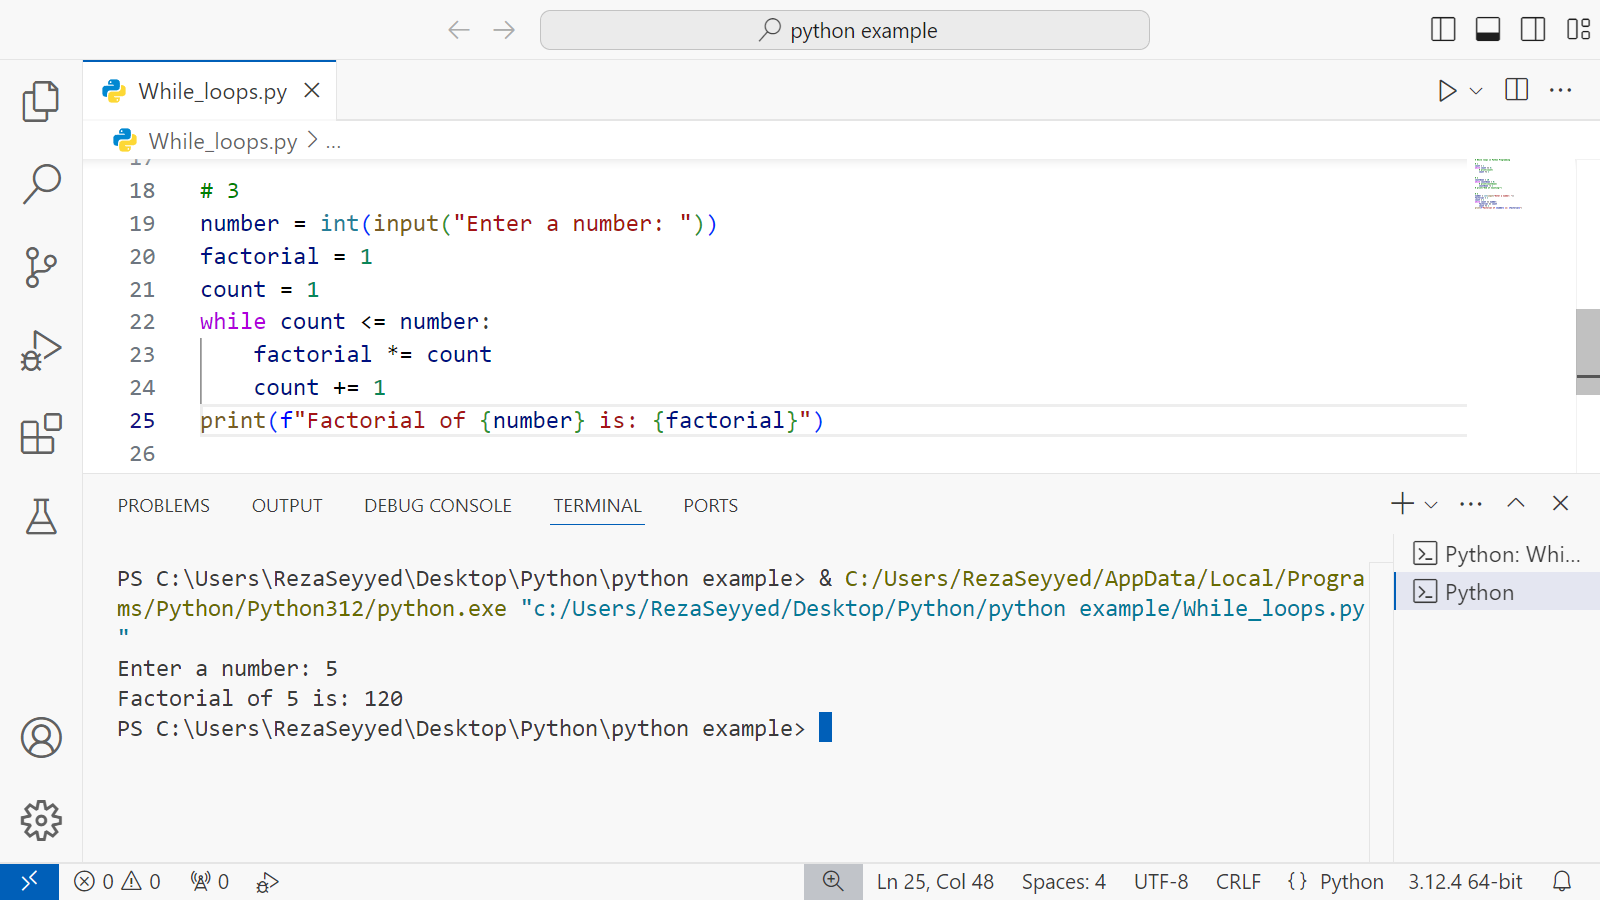 python example
While_loops.py
While_loops.py > ...
17
18 # 3
19 number = int(input("Enter a number: "))
20 factorial = 1
21 count = 1
22 while count <= number:
23 factorial *= count
24 count += 1
25 print(f"Factorial of {number} is: {factorial}")
26
PROBLEMS OUTPUT DEBUG CONSOLE TERMINAL PORTS
PS C:\Users\RezaSeyyed\Desktop\Python\python example> & C:/Users/RezaSeyyed/AppData/Local/Progra
ms/Python/Python312/python.exe "c:/Users/RezaSeyyed/Desktop/Python/python example/While_loops.py
"
Enter a number: 5
Factorial of 5 is: 120
PS C:\Users\RezaSeyyed\Desktop\Python\python example>
Python: Whi...
Python
0 0 0 Ln 25, Col 48 Spaces: 4 UTF-8 CRLF {} Python 3.12.4 64-bit